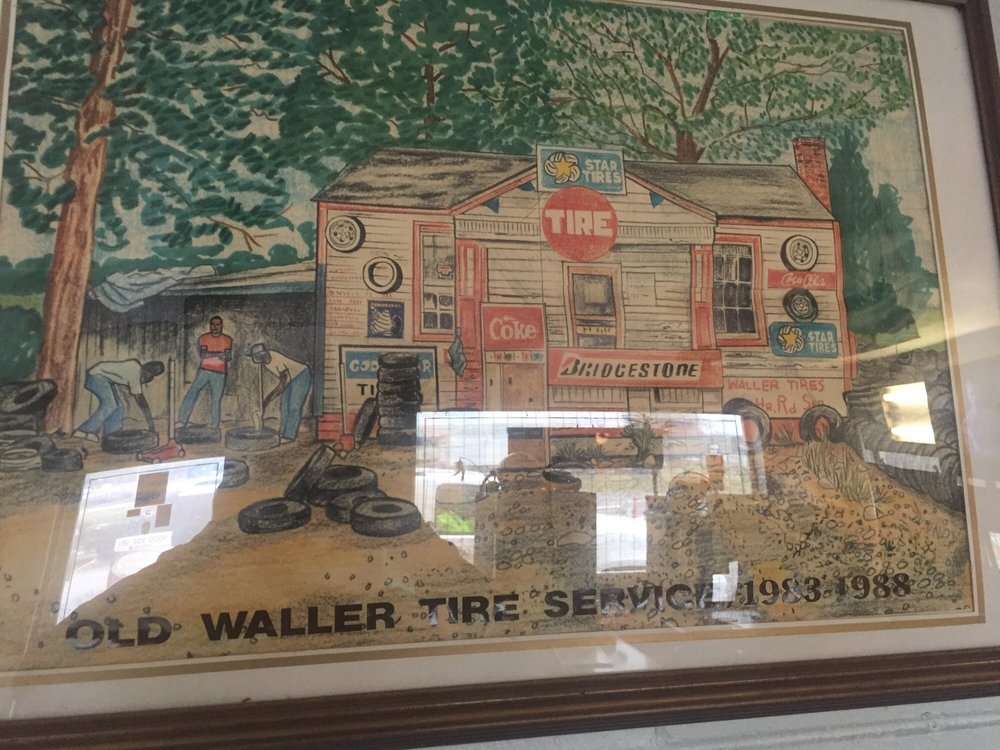 STAR
TIRES
TIRE
Coca-Cola
Coke
STAR
TIRES
BRIDGESTONE
WALLER TIRES
OLD WALLER TIRE SERVICE, 1983-1988